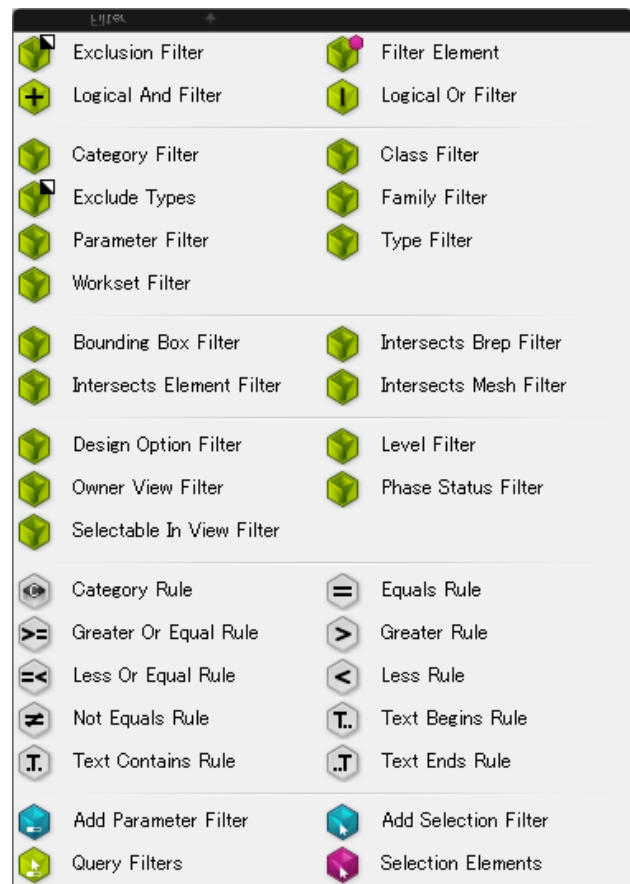 Filter +
Exclusion Filter Filter Element
Logical And Filter Logical Or Filter
Category Filter Class Filter
Exclude Types Family Filter
Parameter Filter Type Filter
Workset Filter
Bounding Box Filter Intersects Brep Filter
Intersects Element Filter Intersects Mesh Filter
Design Option Filter Level Filter
Owner View Filter Phase Status Filter
Selectable In View Filter
Category Rule = Equals Rule
>= Greater Or Equal Rule > Greater Rule
=< Less Or Equal Rule < Less Rule
≠ Not Equals Rule T.. Text Begins Rule
.T. Text Contains Rule ..T Text Ends Rule
Add Parameter Filter Add Selection Filter
Query Filters Selection Elements